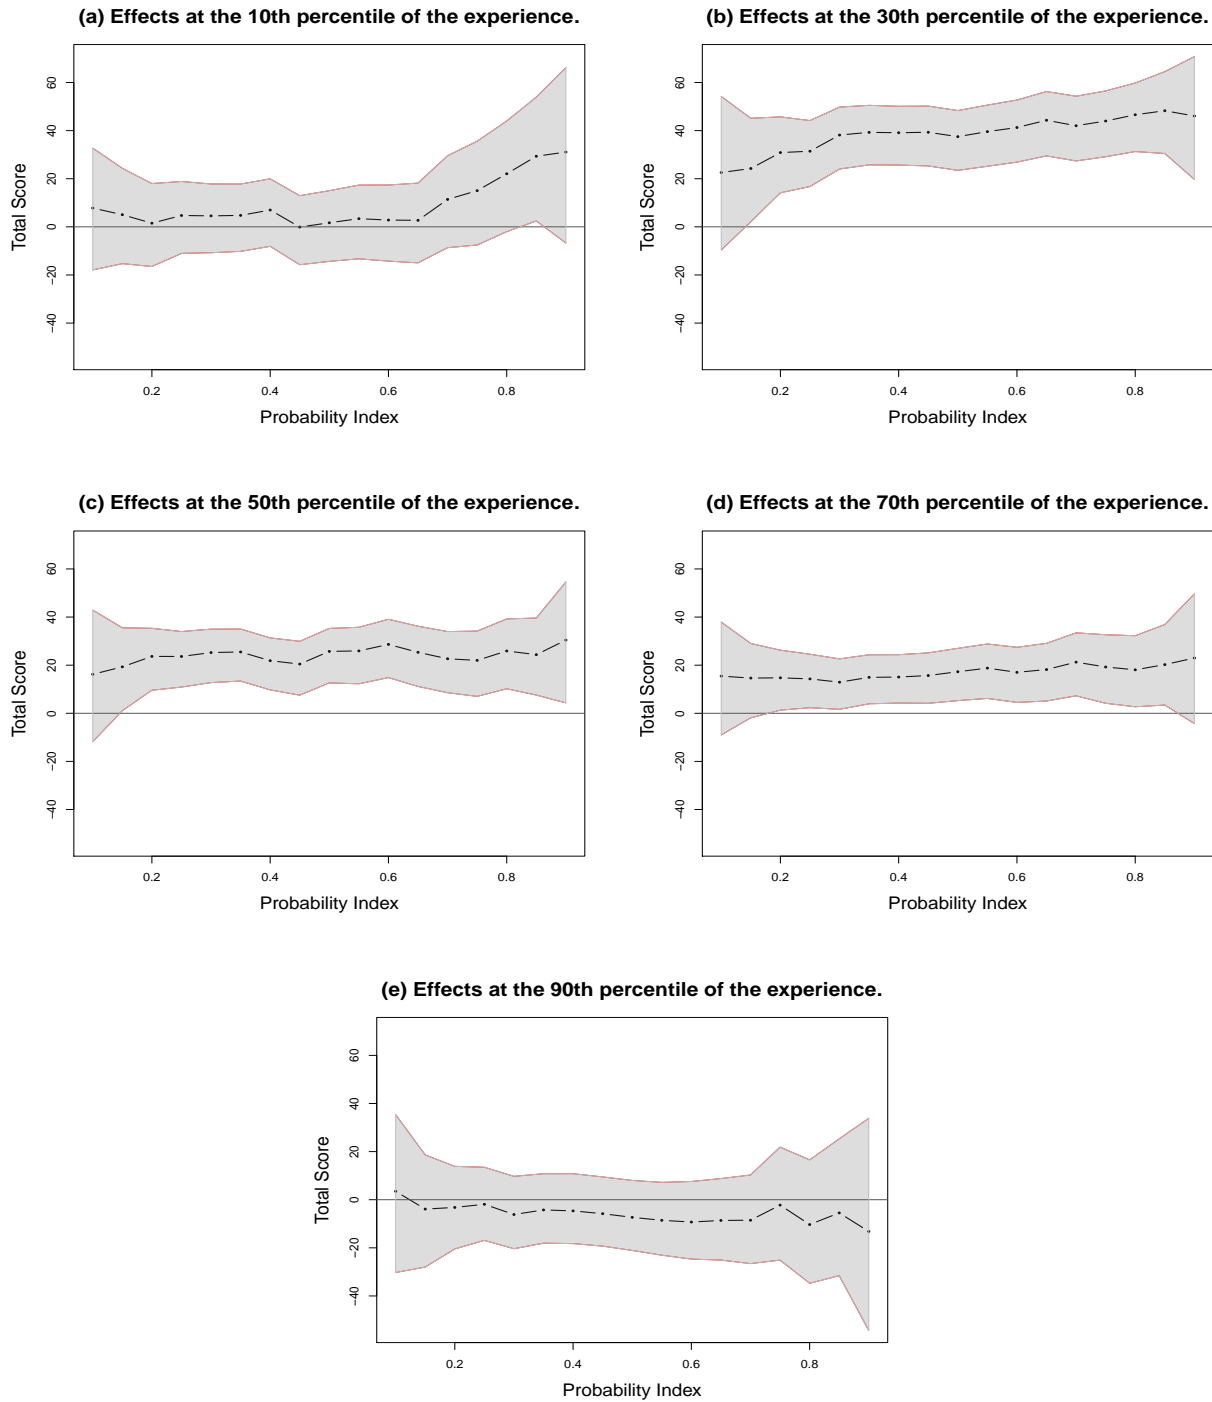 (a) Effects at the 10th percentile of the experience.
Total Score
60
40
20
0
−20
−40
0.2 0.4 0.6 0.8
Probability Index
(b) Effects at the 30th percentile of the experience.
Total Score
60
40
20
0
−20
−40
0.2 0.4 0.6 0.8
Probability Index
(c) Effects at the 50th percentile of the experience.
Total Score
60
40
20
0
−20
−40
0.2 0.4 0.6 0.8
Probability Index
(d) Effects at the 70th percentile of the experience.
Total Score
60
40
20
0
−20
−40
0.2 0.4 0.6 0.8
Probability Index
(e) Effects at the 90th percentile of the experience.
Total Score
60
40
20
0
−20
−40
0.2 0.4 0.6 0.8
Probability Index